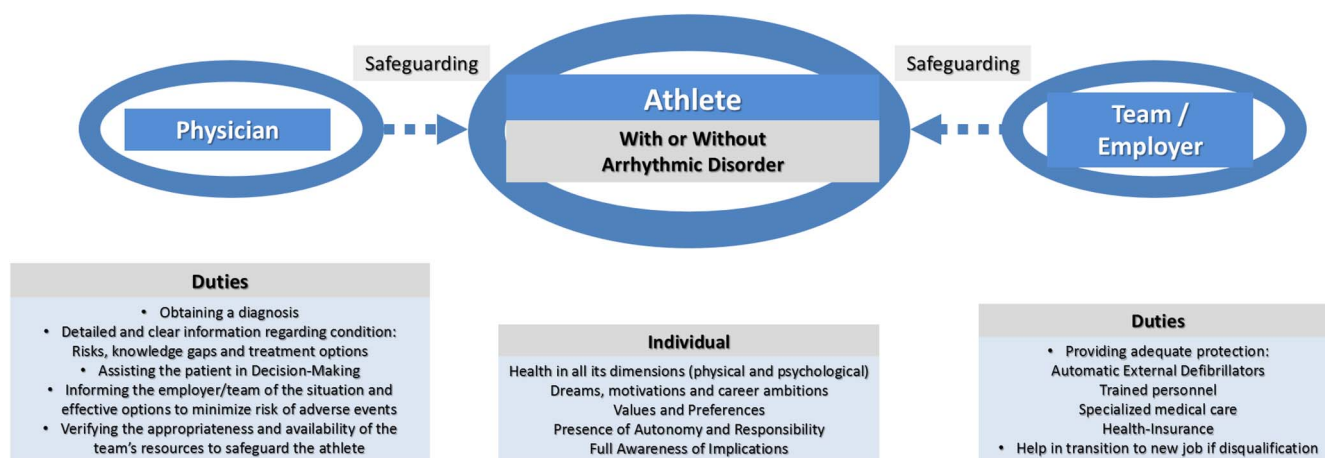 Safeguarding
Safeguarding
Physician
Athlete
With or Without
Arrhythmic Disorder
Team /
Employer
Duties
• Obtaining a diagnosis
• Detailed and clear information regarding condition:
Risks, knowledge gaps and treatment options
• Assisting the patient in Decision-Making
• Informing the employer/team of the situation and
effective options to minimize risk of adverse events
• Verifying the appropriateness and availability of the
team's resources to safeguard the athlete
Individual
Health in all its dimensions (physical and psychological)
Dreams, motivations and career ambitions
Values and Preferences
Presence of Autonomy and Responsibility
Full Awareness of Implications
Duties
• Providing adequate protection:
Automatic External Defibrillators
Trained personnel
Specialized medical care
Health-Insurance
• Help in transition to new job if disqualification